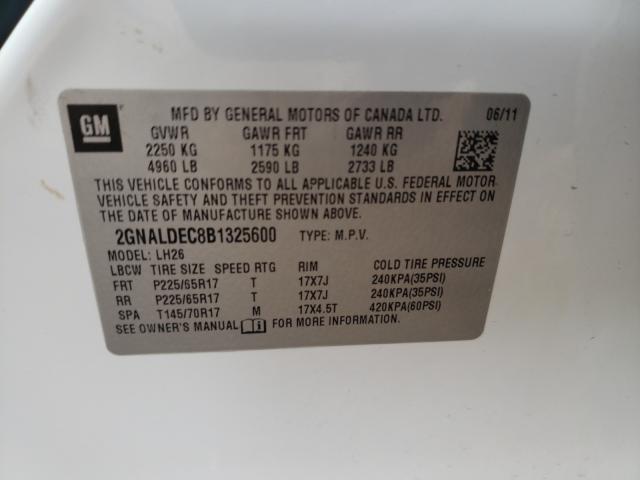 GM MFD BY GENERAL MOTORS OF CANADA LTD. 06/11
GVWR GAWR FRT GAWR RR
2250 KG 1175 KG 1240 KG
4960 LB 2590 LB 2733 LB
THIS VEHICLE CONFORMS TO ALL APPLICABLE U.S. FEDERAL MOTOR
VEHICLE SAFETY AND THEFT PREVENTION STANDARDS IN EFFECT ON
THE DATE OF MANUFACTURE SHOWN ABOVE.
2GNALDEC8B1325600 TYPE: M.P.V.
MODEL: LH26
LBCW TIRE SIZE SPEED RTG RIM COLD TIRE PRESSURE
FRT P225/65R17 T 17X7J 240KPA(35PSI)
RR P225/65R17 T 17X7J 240KPA(35PSI)
SPA T145/70R17 M 17X4.5T 420KPA(60PSI)
SEE OWNER'S MANUAL i FOR MORE INFORMATION.